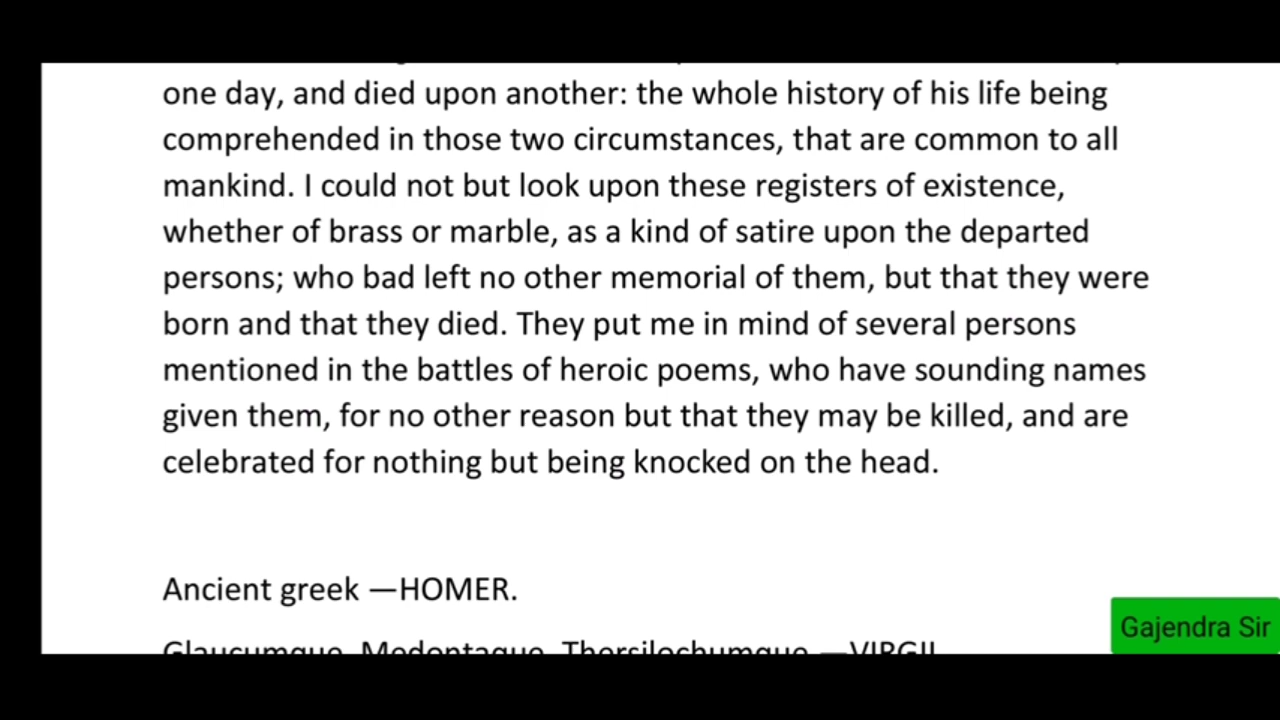 one day, and died upon another: the whole history of his life being
comprehended in those two circumstances, that are common to all
mankind. I could not but look upon these registers of existence,
whether of brass or marble, as a kind of satire upon the departed
persons; who bad left no other memorial of them, but that they were
born and that they died. They put me in mind of several persons
mentioned in the battles of heroic poems, who have sounding names
given them, for no other reason but that they may be killed, and are
celebrated for nothing but being knocked on the head.
Ancient greek —HOMER.
Glaucumque, Medontaque, Thersilochumque —VIRGIL
Gajendra Sir